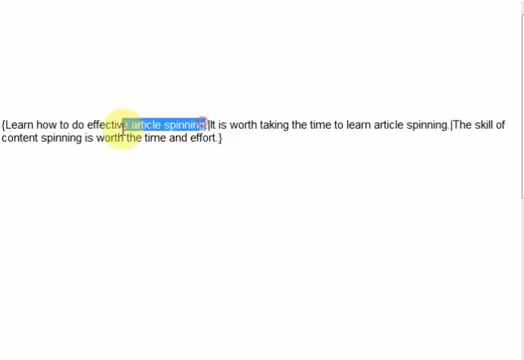 {Learn how to do effective article spinning.|It is worth taking the time to learn article spinning.|The skill of
content spinning is worth the time and effort.}